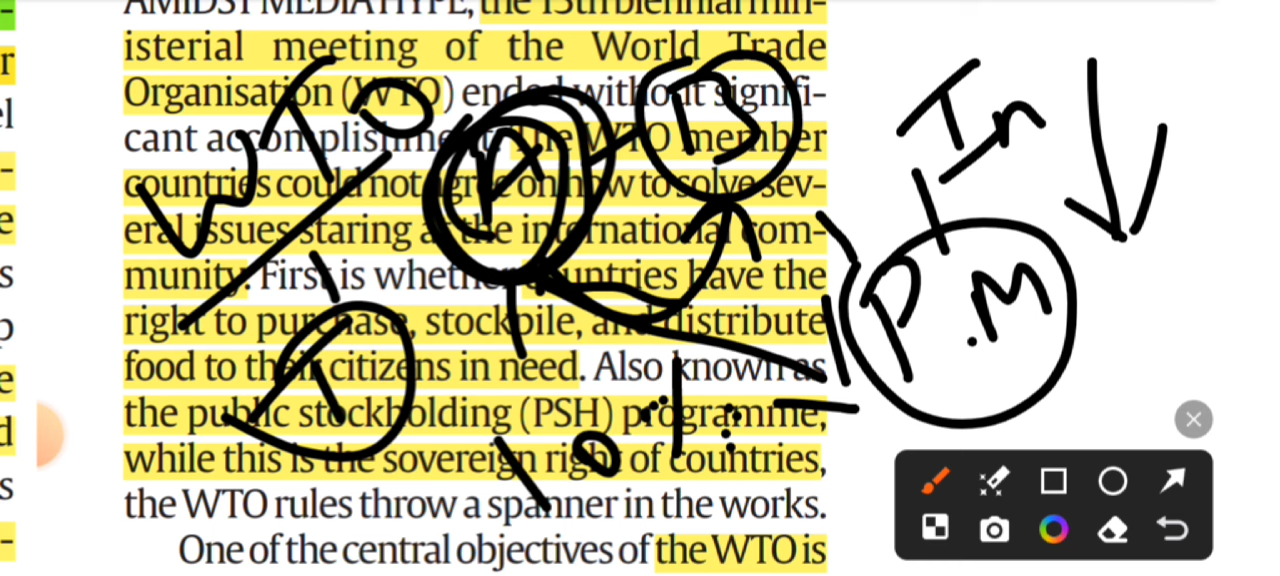 AMIDST MEDIA HYPE, the 13th biennial min-
isterial meeting of the World Trade
Organisation (WTO) ended without signifi-
cant accomplishment. The WTO member
countries could not agree on how to solve sev-
eral issues staring at the international com-
munity. First is whether countries have the
right to purchase, stockpile, and distribute
food to their citizens in need. Also known as
the public stockholding (PSH) programme,
while this is the sovereign right of countries,
the WTO rules throw a spanner in the works.
One of the central objectives of the WTO is
WTO
T
A
B
In
P.M
10%